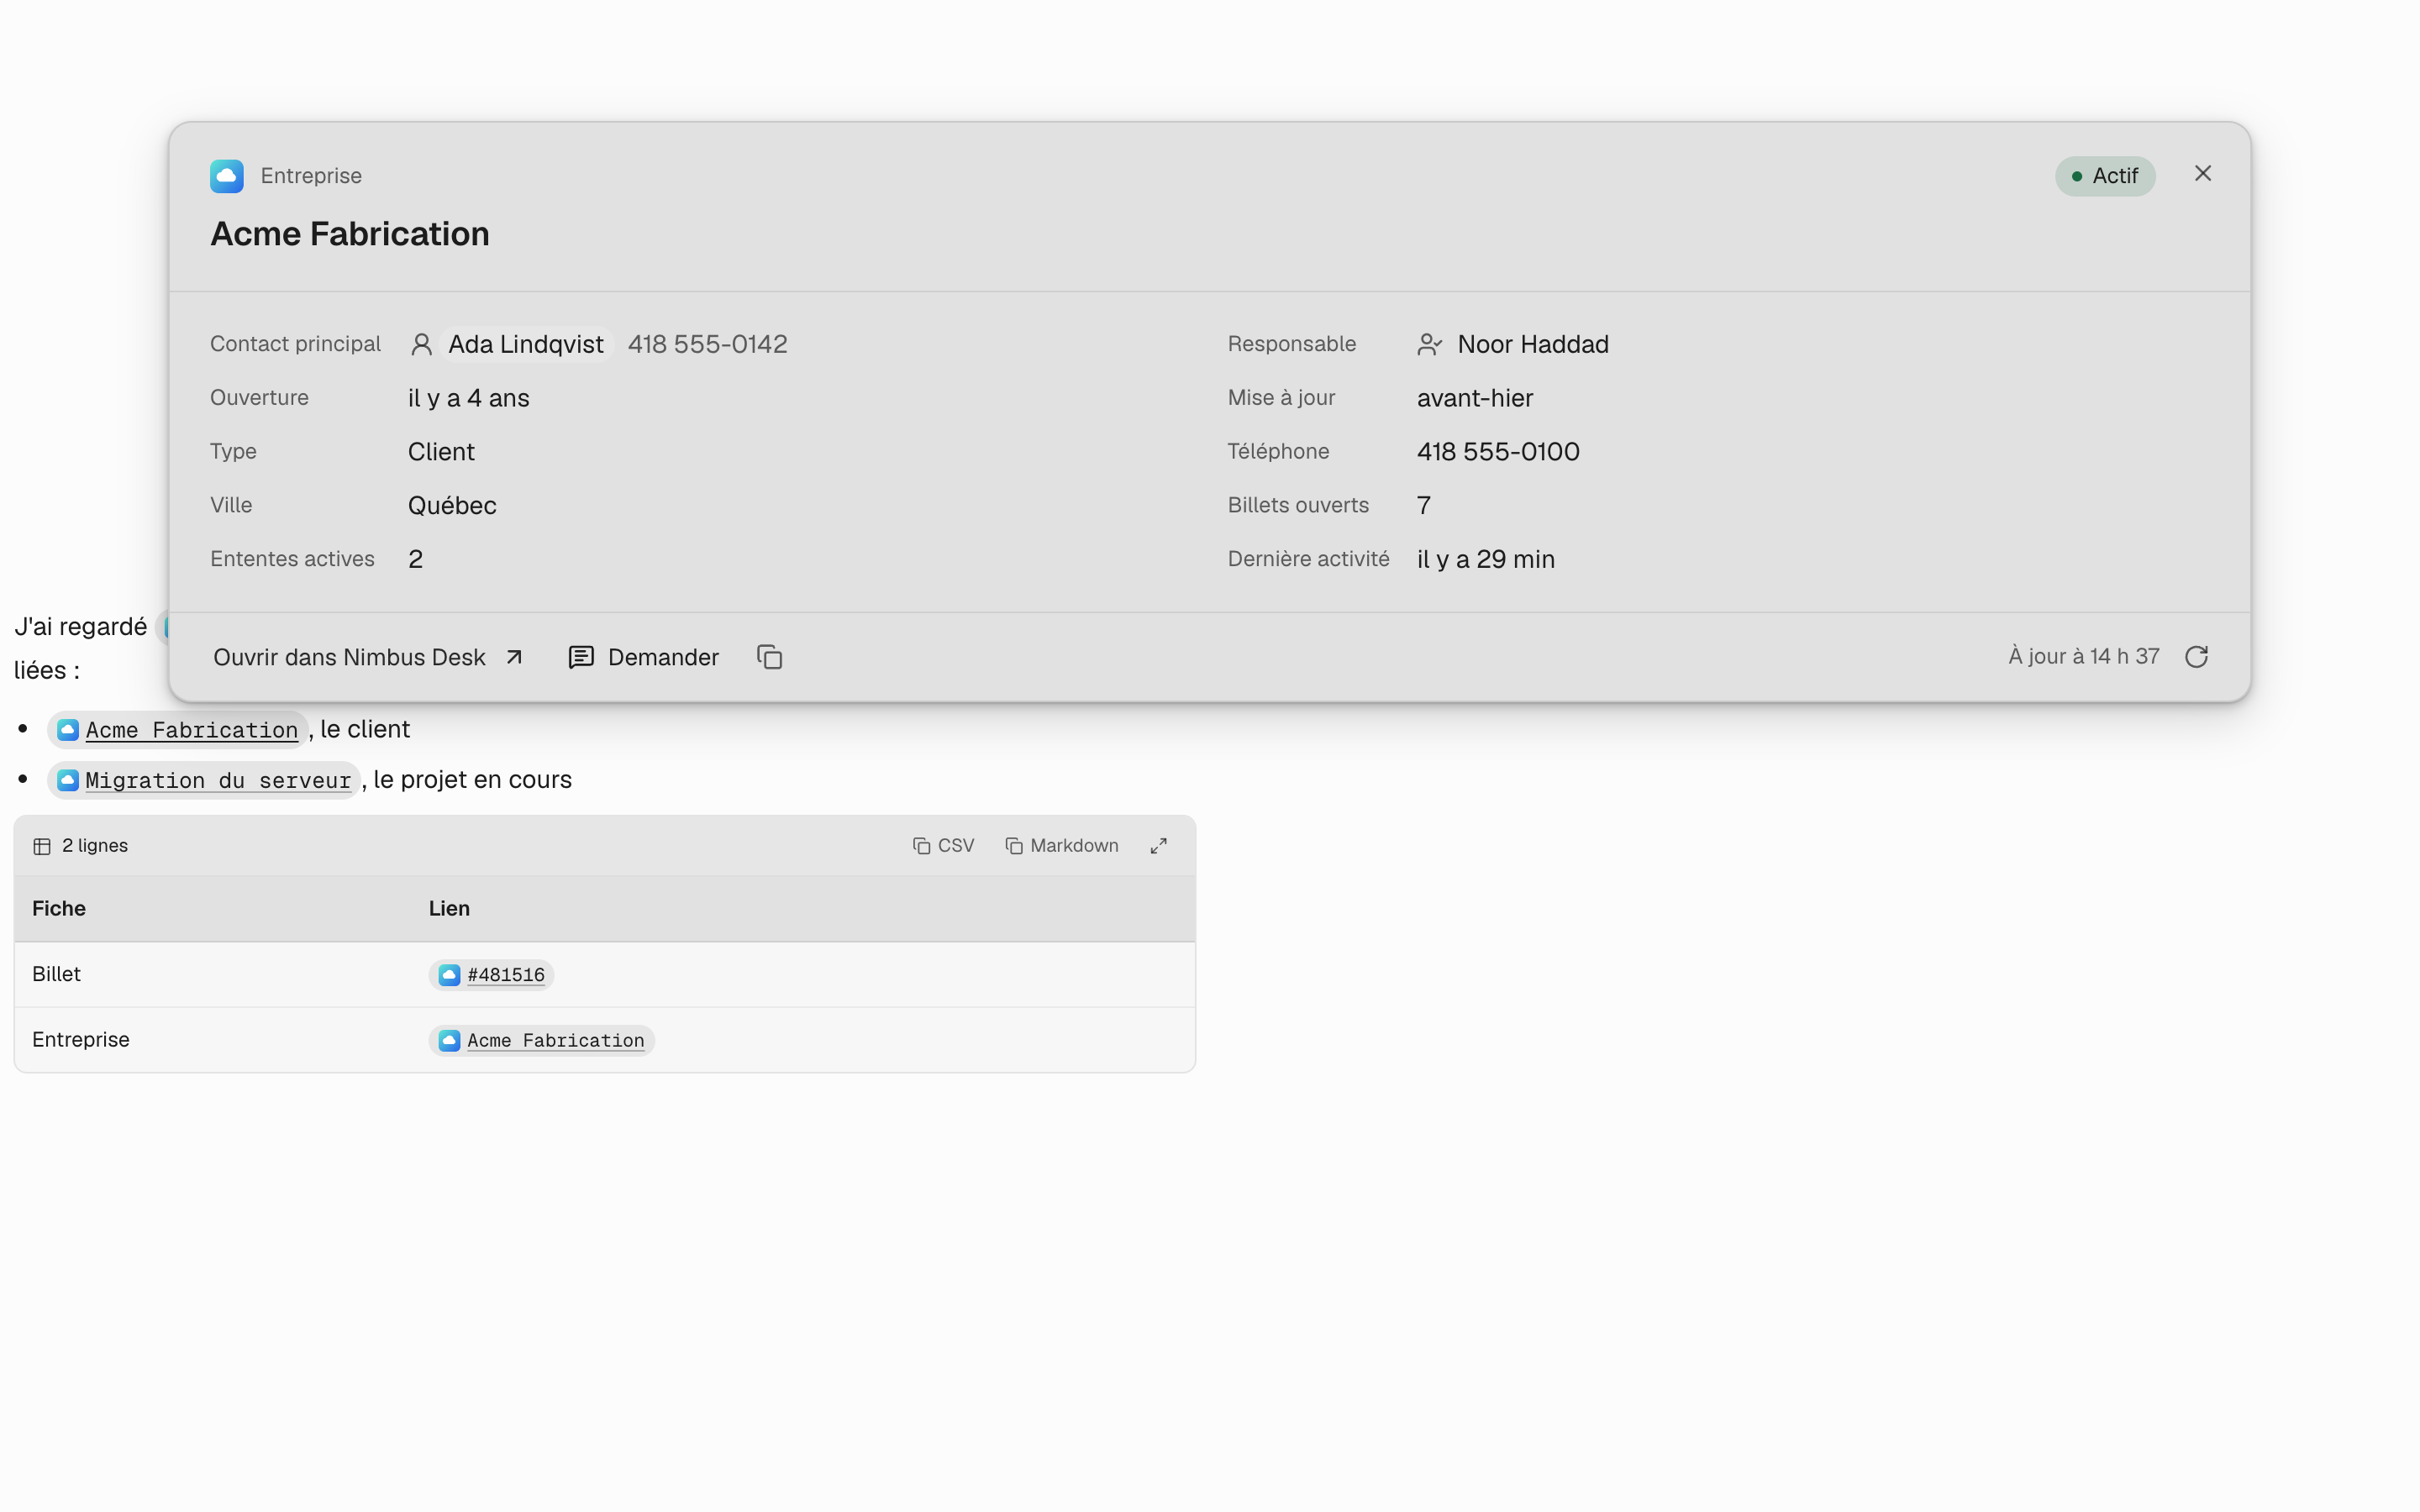 Entreprise
Actif
Acme Fabrication
Contact principal Ada Lindqvist 418 555-0142
Responsable Noor Haddad
Ouverture il y a 4 ans
Mise à jour avant-hier
Type Client
Téléphone 418 555-0100
Ville Québec
Billets ouverts 7
Ententes actives 2
Dernière activité il y a 29 min
Ouvrir dans Nimbus Desk Demander
À jour à 14 h 37
J'ai regardé
liées :
• Acme Fabrication, le client
• Migration du serveur, le projet en cours
2 lignes CSV Markdown
Fiche Lien
Billet #481516
Entreprise Acme Fabrication